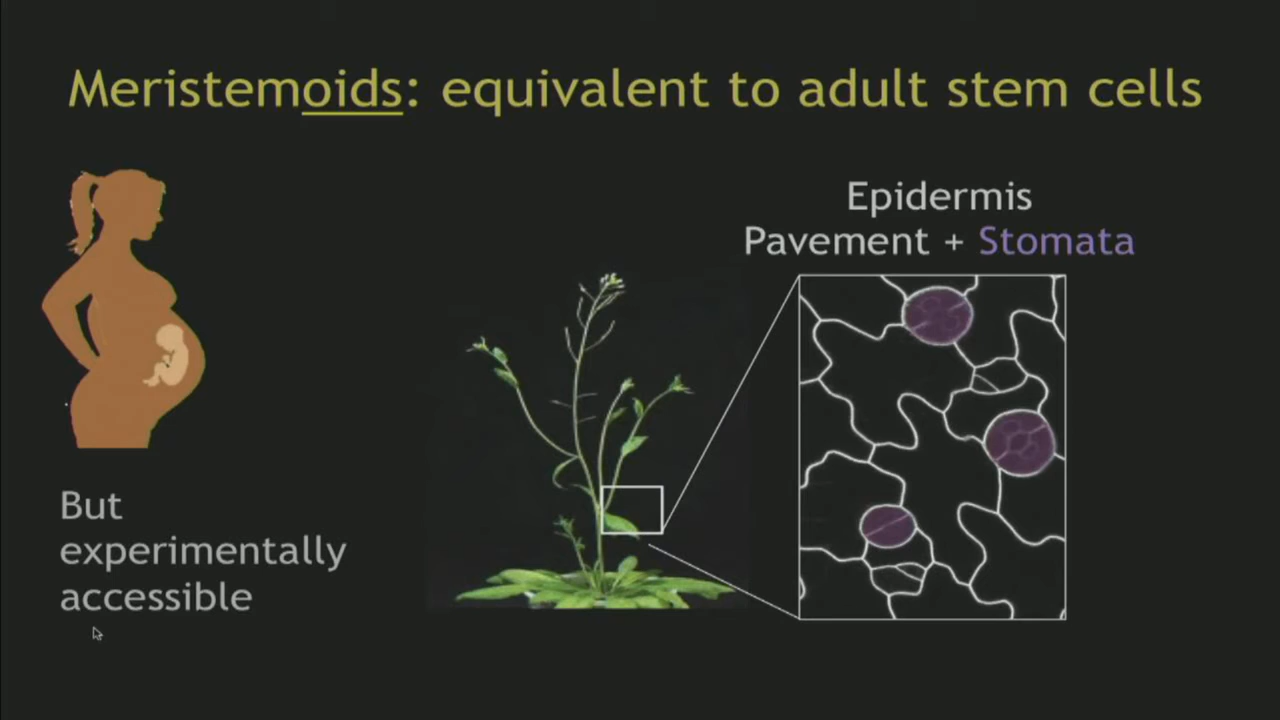 Meristemoids: equivalent to adult stem cells
Epidermis
Pavement + Stomata
But
experimentally
accessible